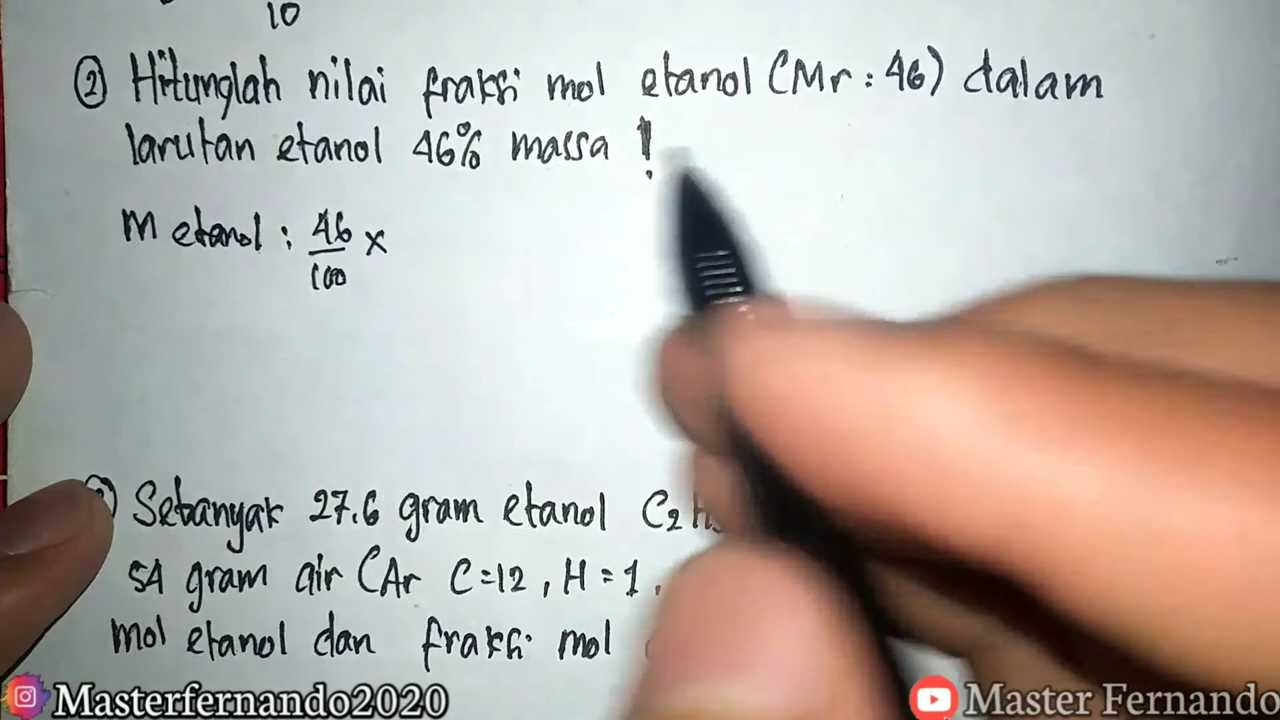 10
② Hitunglah nilai fraksi mol etanol (Mr : 46) dalam
larutan etanol 46% massa !
m etanol : 46/100 x
Sebanyak 27.6 gram etanol C2H
54 gram air (Ar C=12, H=1,
mol etanol dan fraksi mol
Masterfernando2020
Master Fernando